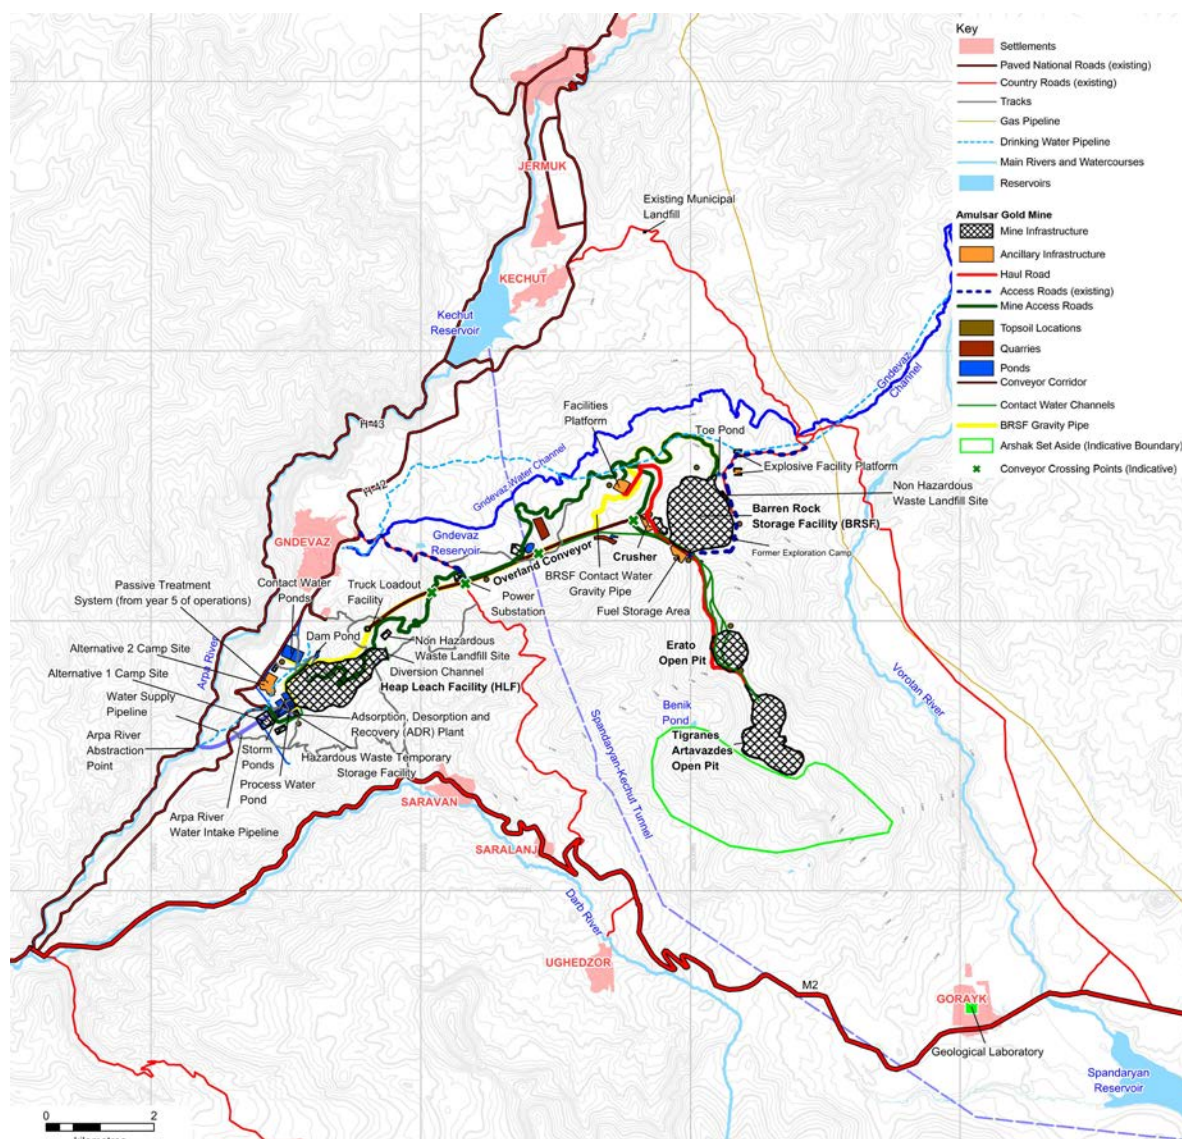 Key
Settlements
Paved National Roads (existing)
Country Roads (existing)
Tracks
Gas Pipeline
Drinking Water Pipeline
Main Rivers and Watercourses
Reservoirs
Amulsar Gold Mine
Mine Infrastructure
Ancillary Infrastructure
Haul Road
Access Roads (existing)
Mine Access Roads
Topsoil Locations
Quarries
Ponds
Conveyor Corridor
Contact Water Channels
BRSF Gravity Pipe
Arshak Set Aside (Indicative Boundary)
Conveyor Crossing Points (Indicative)
JERMUK
Existing Municipal
Landfill
KECHUT
Kechut
Reservoir
Gndevaz
Channel
H-43
Facilities
Platform
Toe Pond
Explosive Facility Platform
H-42
Gndevaz Water Channel
Non Hazardous
Waste Landfill Site
Barren Rock
Storage Facility (BRSF)
GNDEVAZ
Gndevaz
Reservoir
Overland Conveyor
Crusher
Former Exploration Camp
Passive Treatment
System (from year 5 of operations)
Contact Water
Ponds
Truck Loadout
Facility
BRSF Contact Water
Gravity Pipe
Power
Substation
Fuel Storage Area
Dam Pond
Non Hazardous
Waste Landfill Site
Diversion Channel
Heap Leach Facility (HLF)
Erato
Open Pit
Alternative 2 Camp Site
Arpa River
Alternative 1 Camp Site
Water Supply
Pipeline
Arpa River
Abstraction
Point
Adsorption, Desorption and
Recovery (ADR) Plant
Storm
Ponds
Hazardous Waste Temporary
Storage Facility
Process Water
Pond
Arpa River
Water Intake Pipeline
Vorotan River
Benik
Pond
Tigranes
Artavazdes
Open Pit
Spandaryan-Kechut Tunnel
SARAVAN
SARALANJ
Darb River
UGHEDZOR
M2
GORAYK
Geological Laboratory
Spandaryan
Reservoir
0 2